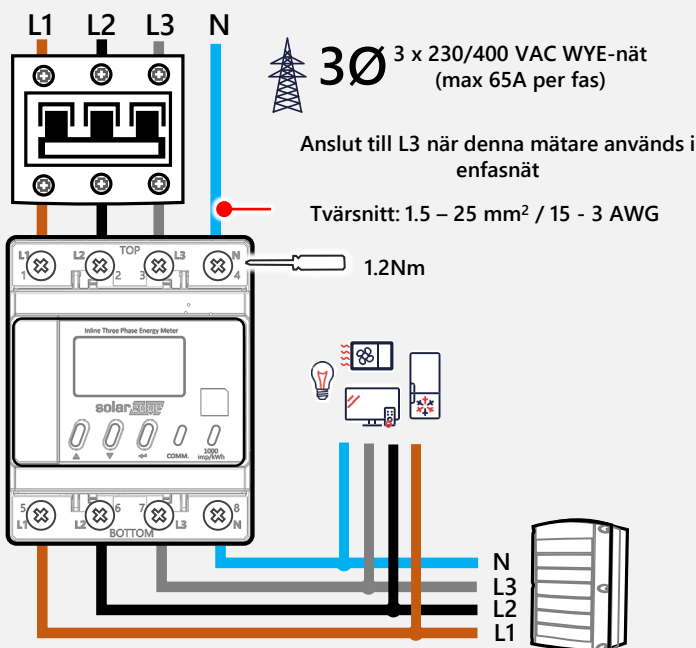 L1 L2 L3 N
3Ø 3 x 230/400 VAC WYE-nät
(max 65A per fas)
Anslut till L3 när denna mätare används i
enfasnät
Tvärsnitt: 1.5 – 25 mm² / 15 - 3 AWG
L1 L2 TOP L3 N
1 2 3 4
1.2Nm
Inline Three Phase Energy Meter
solaredge
COMM. 1000
imp/kWh
5 6 7 8
L1 L2 L3 N
BOTTOM
N
L3
L2
L1